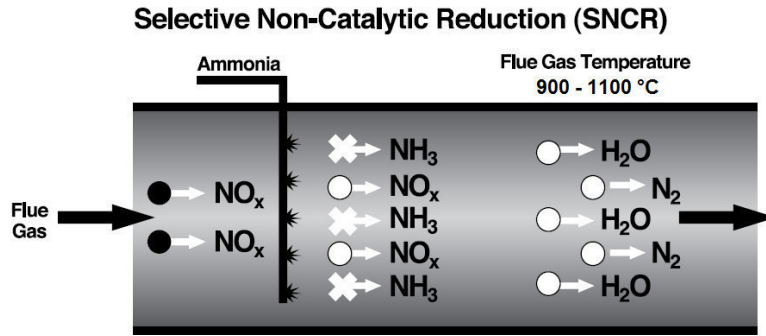 Selective Non-Catalytic Reduction (SNCR)
Ammonia
Flue Gas Temperature
900 - 1100 °C
Flue
Gas
NOx
NOx
NH3
NOx
NH3
NOx
NH3
H2O
N2
H2O
N2
H2O